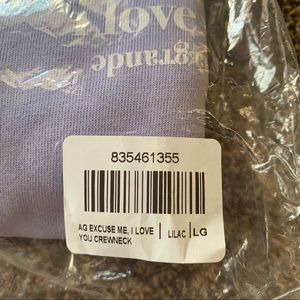 love
grande
835461355
AG EXCUSE ME, I LOVE | LILAC | LG
YOU CREWNECK